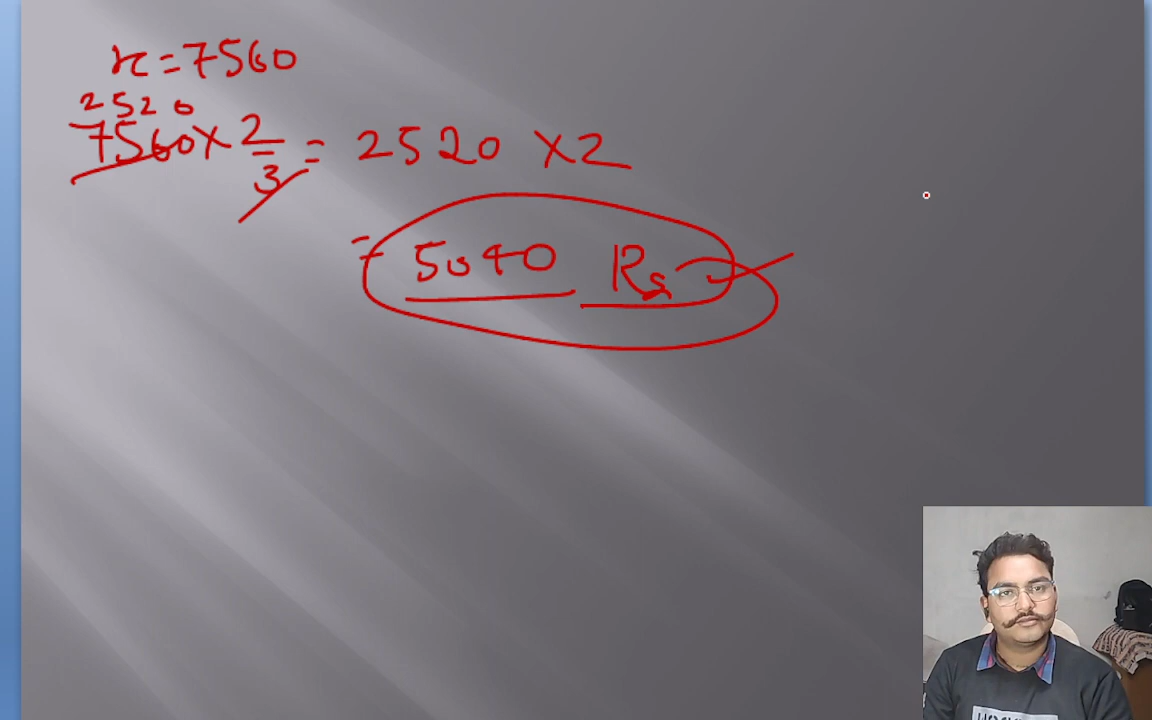 x=7560
2520
7560×2/3 = 2520 ×2
= 5040 Rs